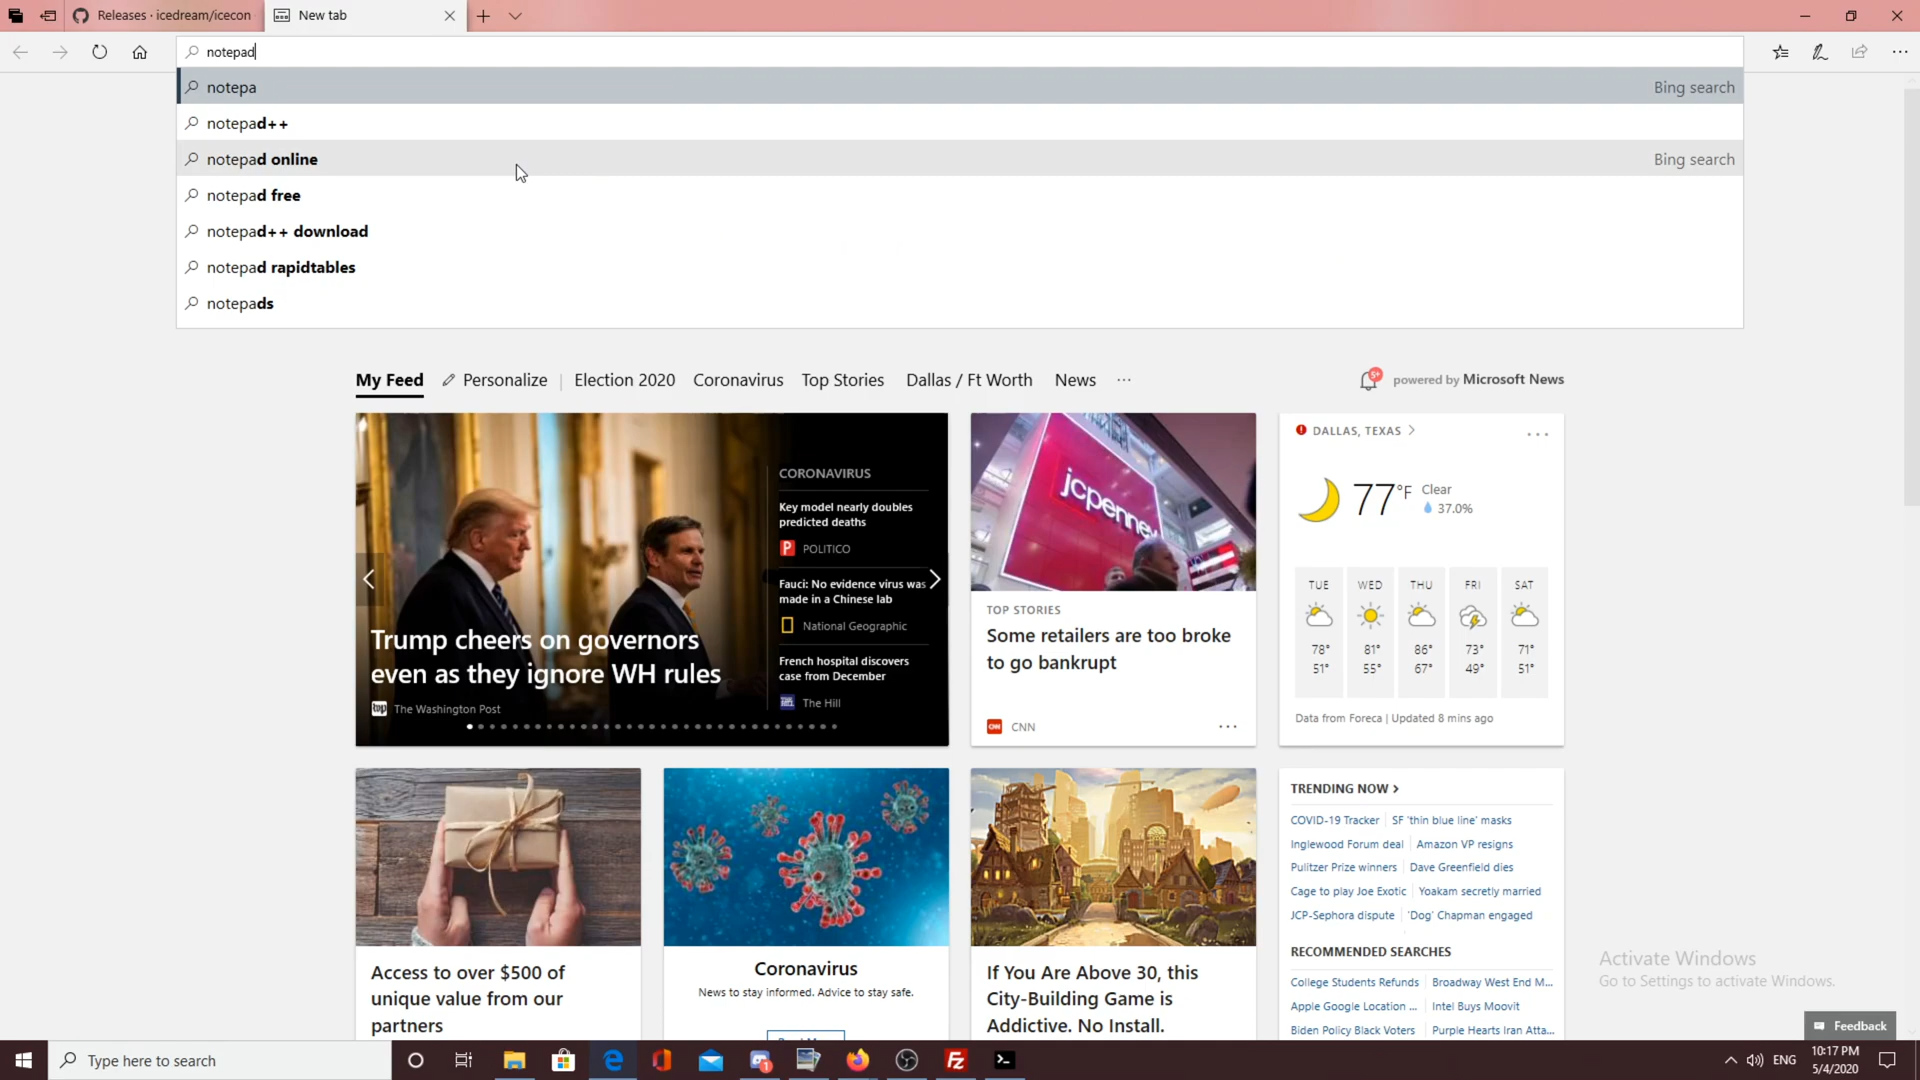 Releases · icedream/icecon
New tab
notepad
notepa
Bing search
notepad++
notepad online
Bing search
notepad free
notepad++ download
notepad rapidtables
notepads
My Feed
Personalize
Election 2020
Coronavirus
Top Stories
Dallas / Ft Worth
News
5+
powered by Microsoft News
CORONAVIRUS
Key model nearly doubles
predicted deaths
POLITICO
Fauci: No evidence virus was
made in a Chinese lab
National Geographic
French hospital discovers
case from December
The Hill
Trump cheers on governors
even as they ignore WH rules
wp The Washington Post
jcpenney
TOP STORIES
Some retailers are too broke
to go bankrupt
CNN
DALLAS, TEXAS
77°F
Clear
37.0%
TUE WED THU FRI SAT
78° 81° 86° 73° 71°
51° 55° 67° 49° 51°
Data from Foreca | Updated 8 mins ago
Access to over $500 of
unique value from our
partners
Coronavirus
News to stay informed. Advice to stay safe.
If You Are Above 30, this
City-Building Game is
Addictive. No Install.
TRENDING NOW
COVID-19 Tracker SF 'thin blue line' masks
Inglewood Forum deal Amazon VP resigns
Pulitzer Prize winners Dave Greenfield dies
Cage to play Joe Exotic Yoakam secretly married
JCP-Sephora dispute 'Dog' Chapman engaged
RECOMMENDED SEARCHES
College Students Refunds Broadway West End M...
Apple Google Location ... Intel Buys Moovit
Biden Policy Black Voters Purple Hearts Iran Atta...
Activate Windows
Go to Settings to activate Windows.
Feedback
Type here to search
1
Fz
ENG
10:17 PM
5/4/2020